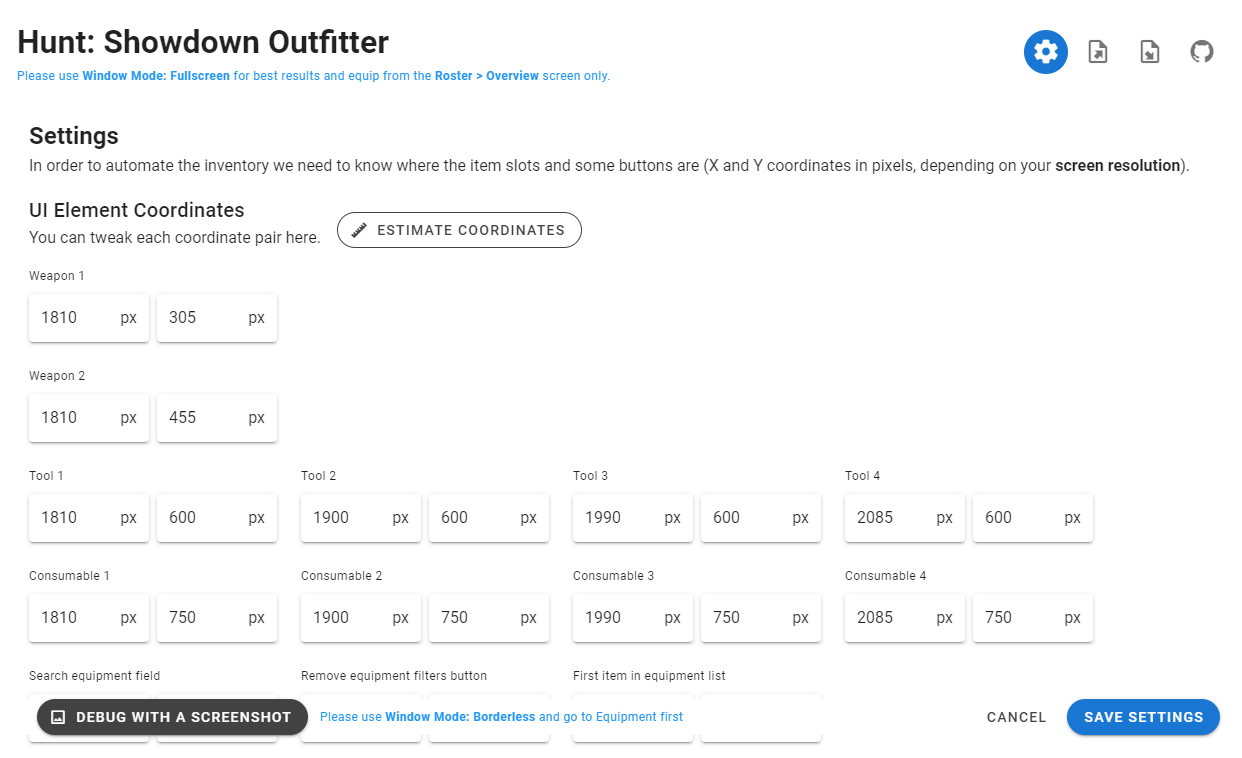 Hunt: Showdown Outfitter
Please use Window Mode: Fullscreen for best results and equip from the Roster > Overview screen only.
Settings
In order to automate the inventory we need to know where the item slots and some buttons are (X and Y coordinates in pixels, depending on your screen resolution).
UI Element Coordinates
You can tweak each coordinate pair here.
ESTIMATE COORDINATES
Weapon 1
1810 px 305 px
Weapon 2
1810 px 455 px
Tool 1 Tool 2 Tool 3 Tool 4
1810 px 600 px 1900 px 600 px 1990 px 600 px 2085 px 600 px
Consumable 1 Consumable 2 Consumable 3 Consumable 4
1810 px 750 px 1900 px 750 px 1990 px 750 px 2085 px 750 px
Search equipment field Remove equipment filters button First item in equipment list
DEBUG WITH A SCREENSHOT Please use Window Mode: Borderless and go to Equipment first CANCEL SAVE SETTINGS